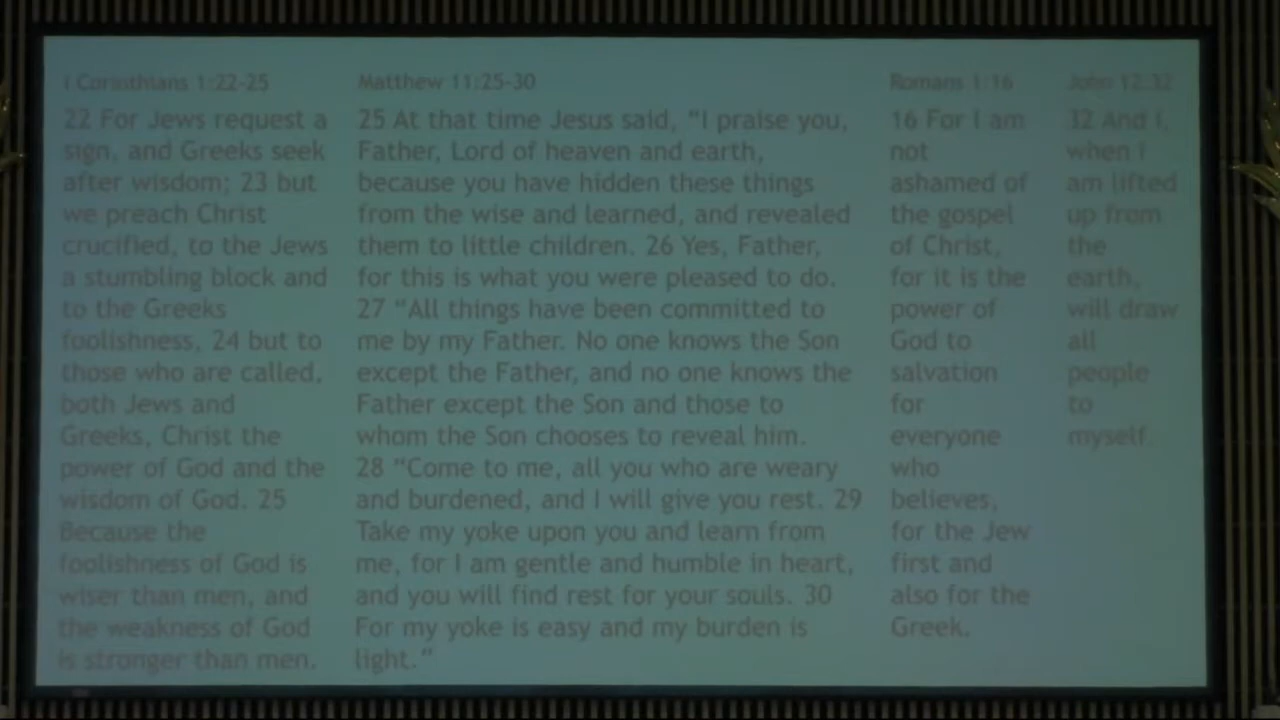 I Corinthians 1:22-25
22 For Jews request a
sign, and Greeks seek
after wisdom; 23 but
we preach Christ
crucified, to the Jews
a stumbling block and
to the Greeks
foolishness, 24 but to
those who are called,
both Jews and
Greeks, Christ the
power of God and the
wisdom of God. 25
Because the
foolishness of God is
wiser than men, and
the weakness of God
is stronger than men.
Matthew 11:25-30
25 At that time Jesus said, “I praise you,
Father, Lord of heaven and earth,
because you have hidden these things
from the wise and learned, and revealed
them to little children. 26 Yes, Father,
for this is what you were pleased to do.
27 “All things have been committed to
me by my Father. No one knows the Son
except the Father, and no one knows the
Father except the Son and those to
whom the Son chooses to reveal him.
28 “Come to me, all you who are weary
and burdened, and I will give you rest. 29
Take my yoke upon you and learn from
me, for I am gentle and humble in heart,
and you will find rest for your souls. 30
For my yoke is easy and my burden is
light.”
Romans 1:16
16 For I am
not
ashamed of
the gospel
of Christ,
for it is the
power of
God to
salvation
for
everyone
who
believes,
for the Jew
first and
also for the
Greek.
John 12:32
32 And I,
when I
am lifted
up from
the
earth,
will draw
all
people
to
myself